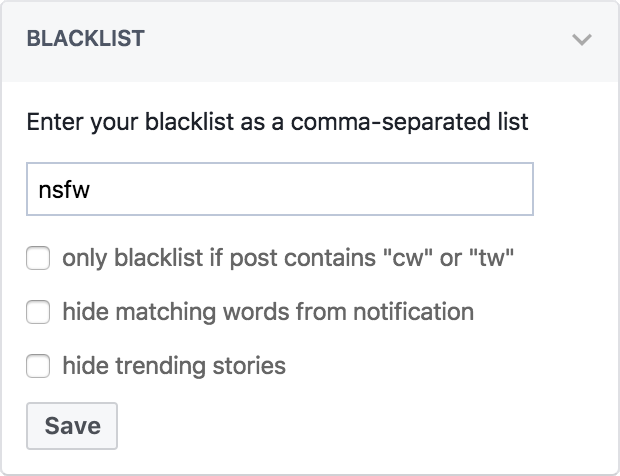 BLACKLIST
Enter your blacklist as a comma-separated list
nsfw
only blacklist if post contains "cw" or "tw"
hide matching words from notification
hide trending stories
Save